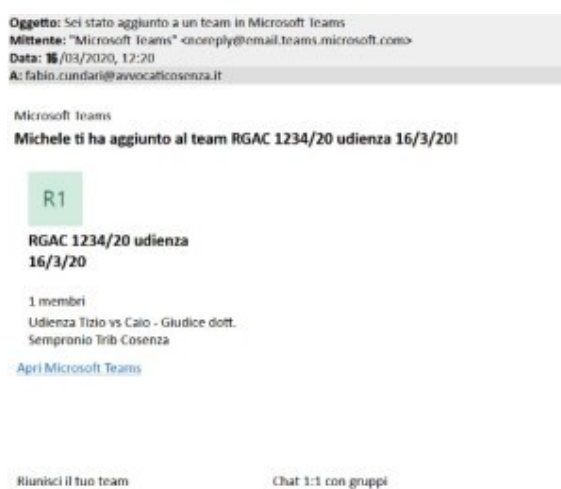 Oggetto: Sei stato aggiunto a un team in Microsoft Teams
Mittente: "Microsoft Teams" <noreply@email.teams.microsoft.com>
Data: 16/03/2020, 12:20
A: fabio.cundari@avvocaticosenza.it
Microsoft Teams
Michele ti ha aggiunto al team RGAC 1234/20 udienza 16/3/20!
R1
RGAC 1234/20 udienza
16/3/20
1 membri
Udienza Tizio vs Caio - Giudice dott.
Sempronio Trib Cosenza
Apri Microsoft Teams
Riunisci il tuo team
Chat 1:1 con gruppi